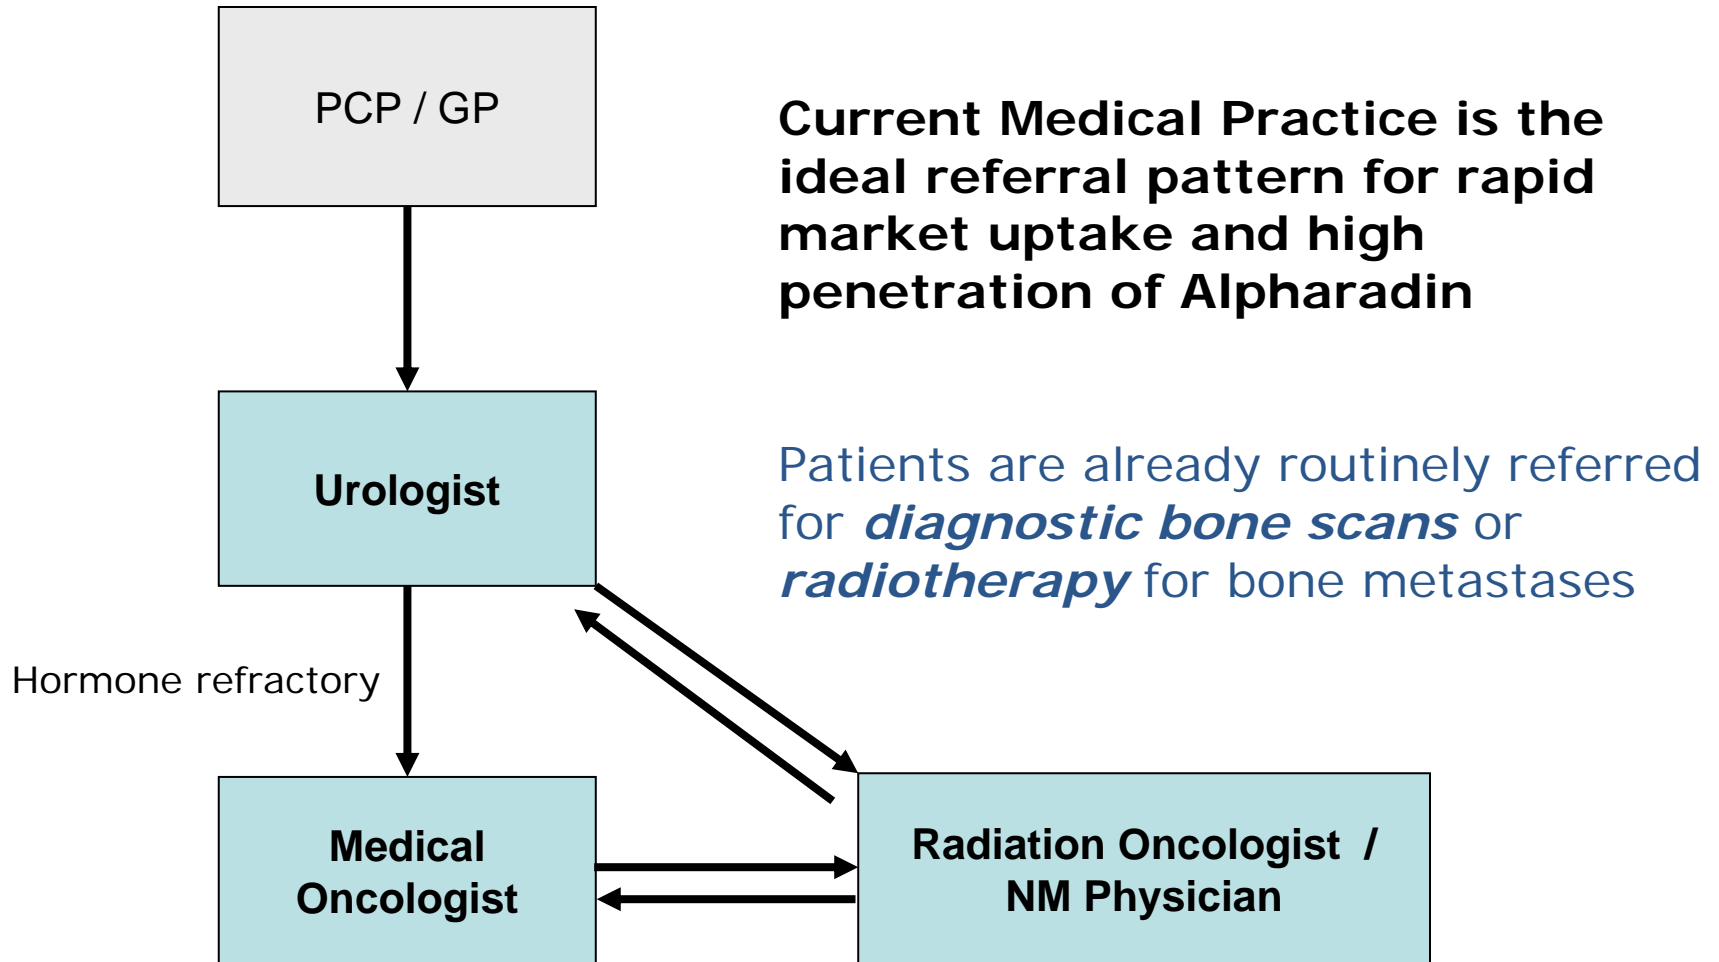 PCP / GP
Current Medical Practice is the
ideal referral pattern for rapid
market uptake and high
penetration of Alpharadin
Urologist
Patients are already routinely referred
for diagnostic bone scans or
radiotherapy for bone metastases
Hormone refractory
Medical
Oncologist
Radiation Oncologist /
NM Physician